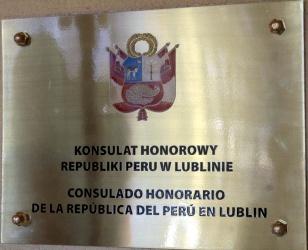 KONSULAT HONOROWY
REPUBLIKI PERU W LUBLINIE
CONSULADO HONORARIO
DE LA REPÚBLICA DEL PERÚ EN LUBLIN